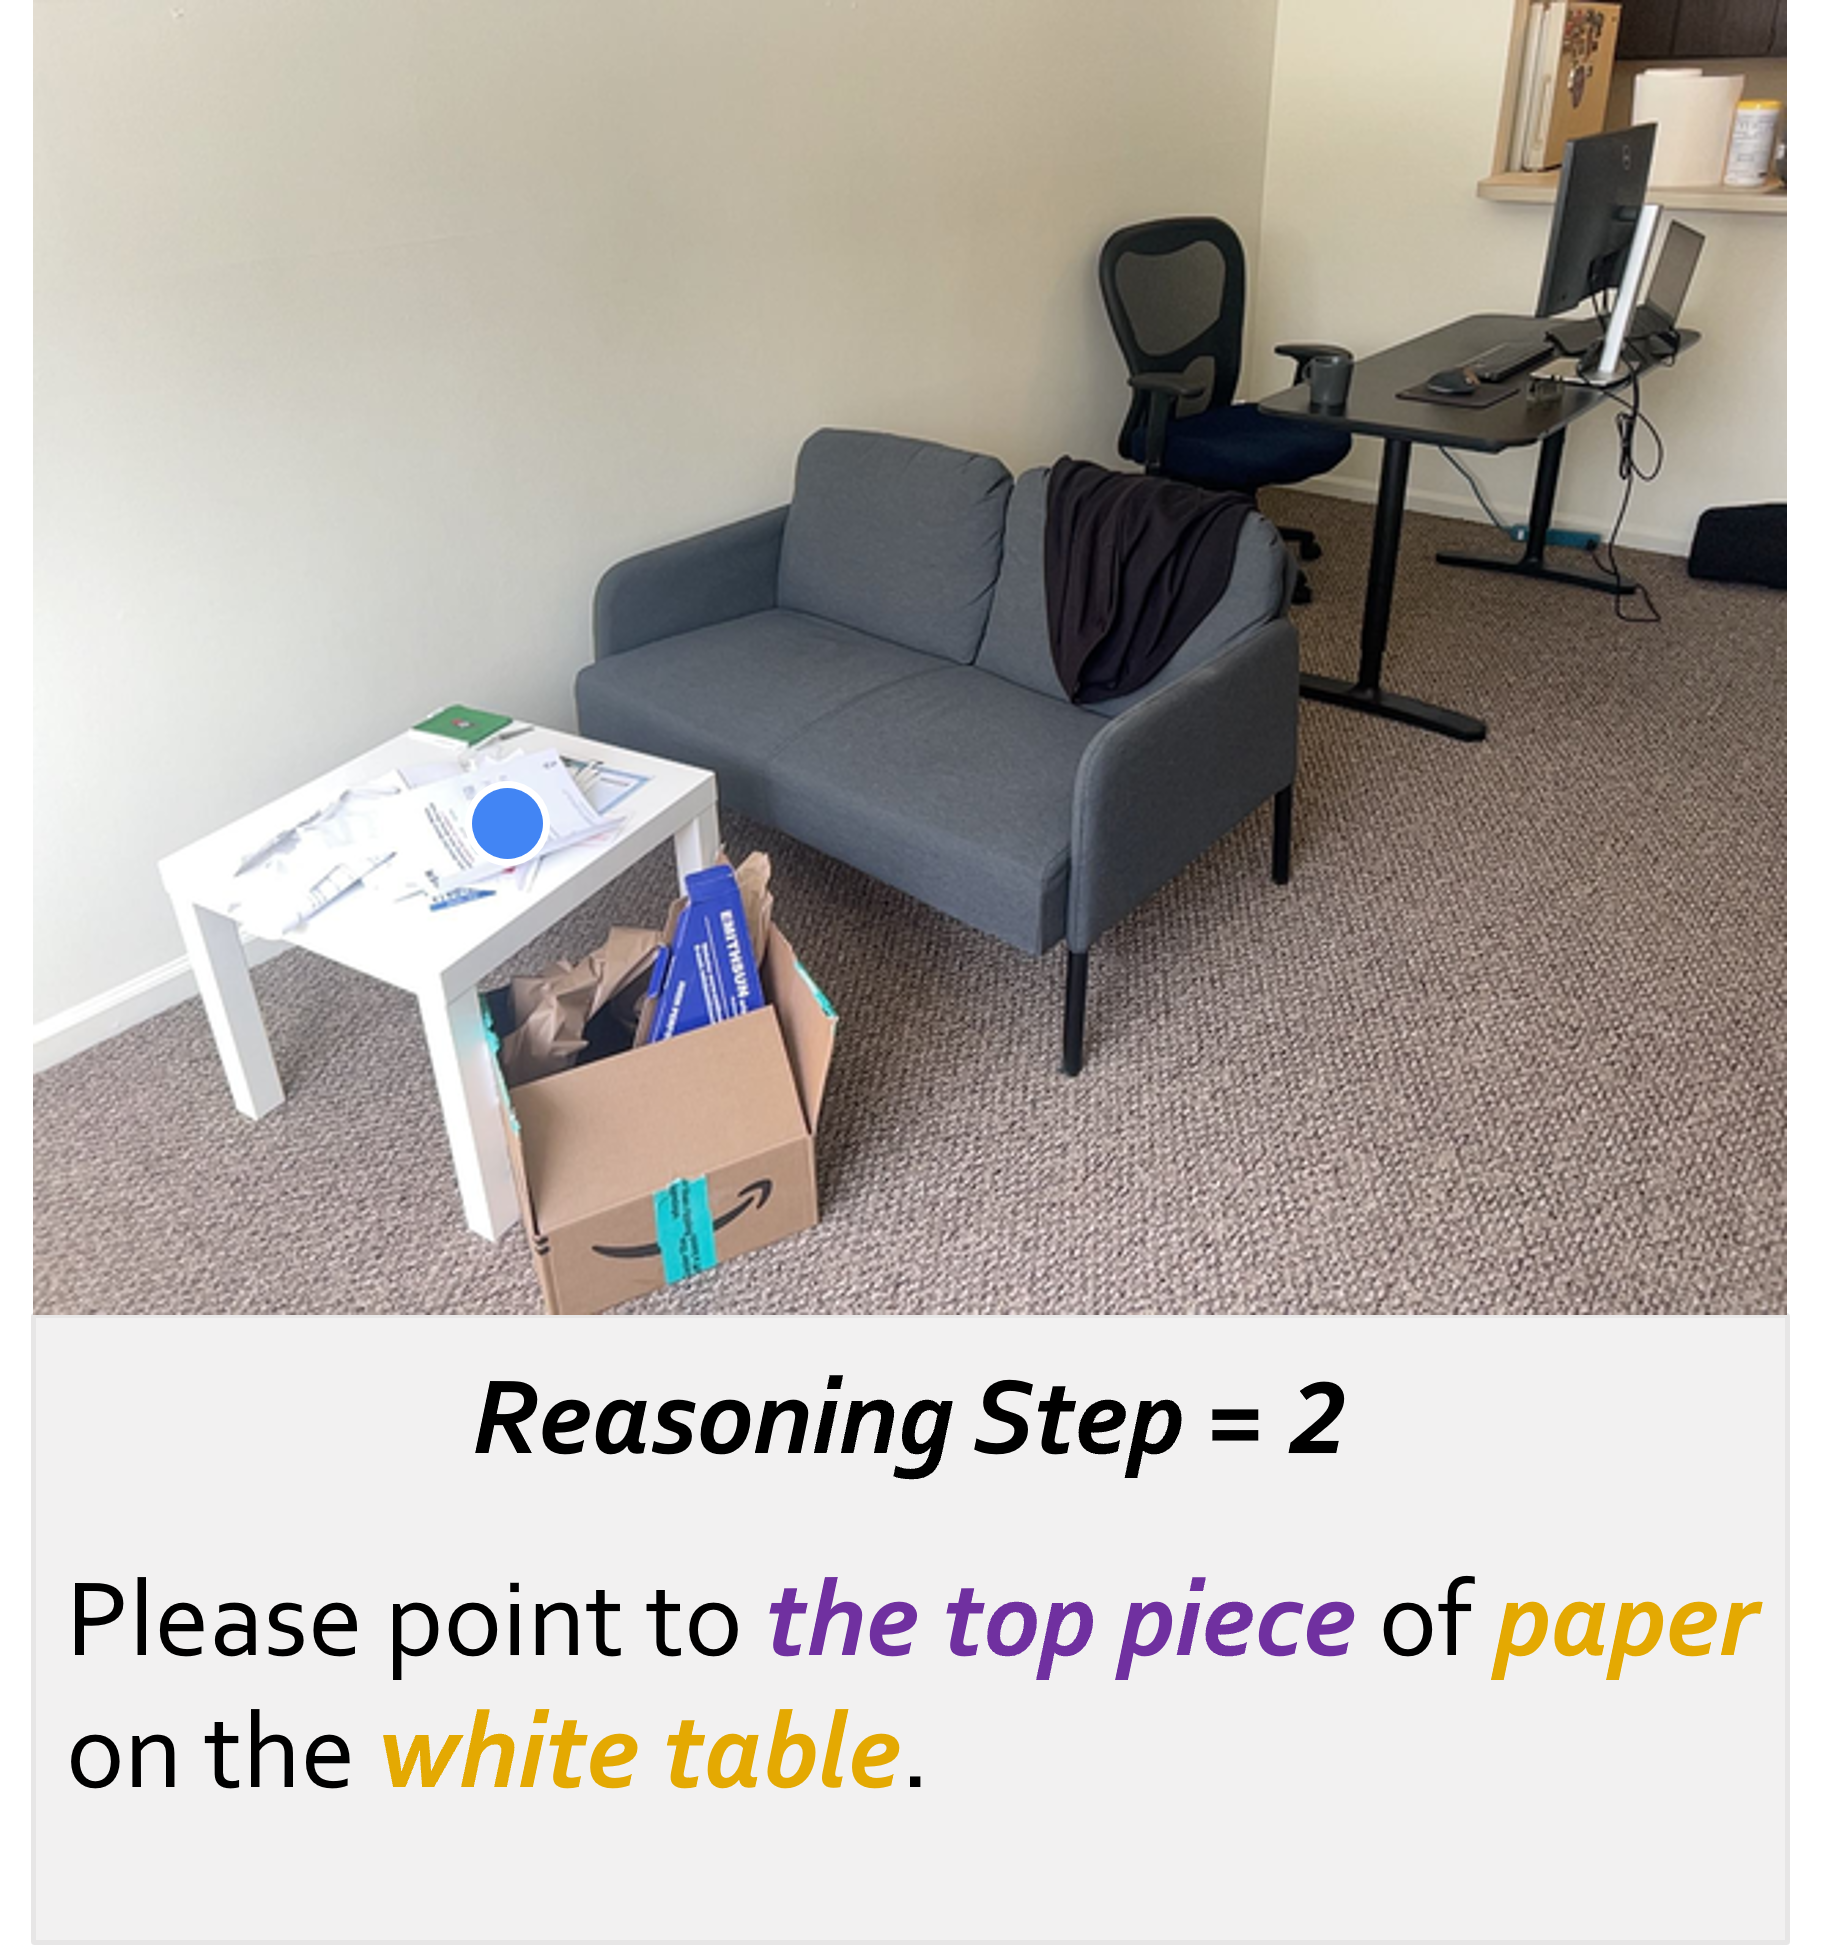 EMITHSUN
Reasoning Step = 2
Please point to the top piece of paper
on the white table.